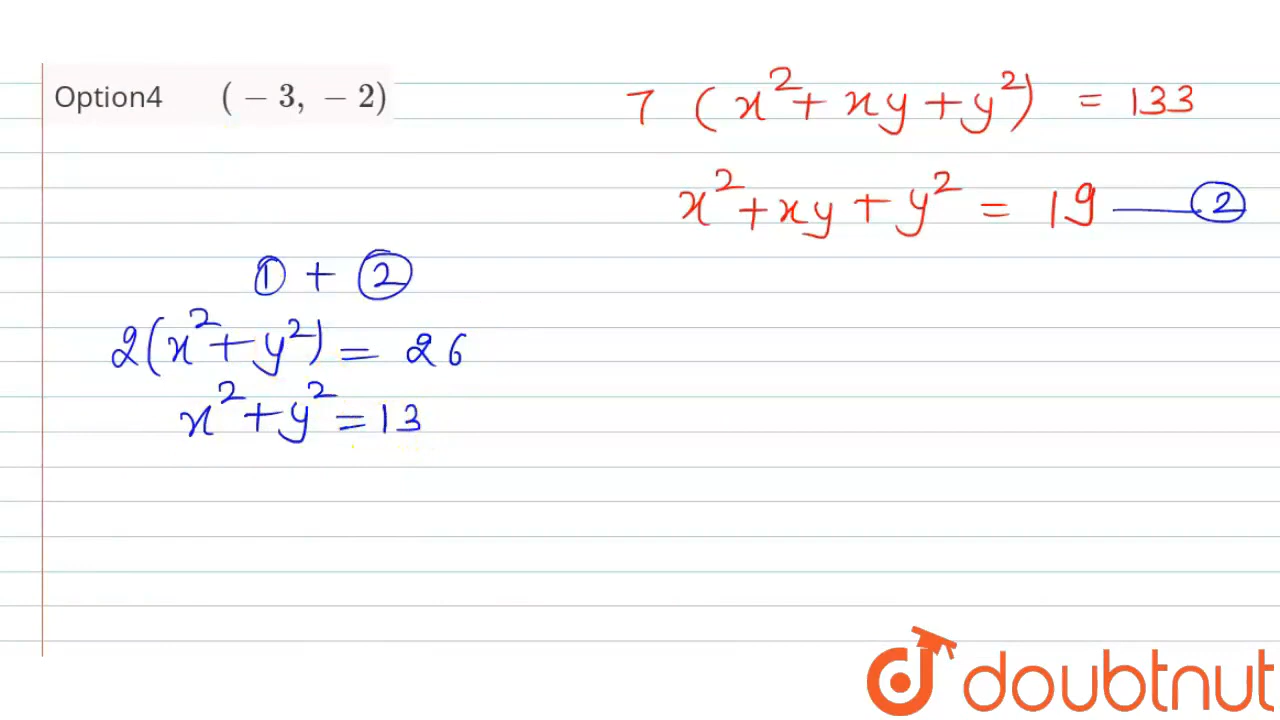 Option4 (−3, −2)
7 (x²+xy+y²) = 133
x²+xy+y² = 19 —— ②
① + ②
2(x²+y²) = 26
x²+y²=13
doubtnut